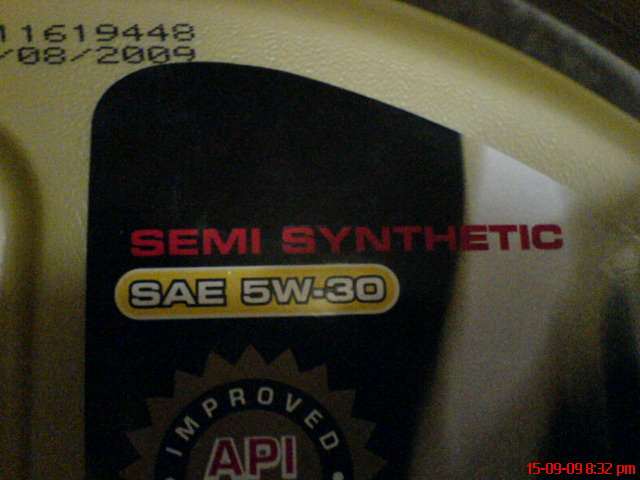 11619448
/08/2009
SEMI SYNTHETIC
SAE 5W-30
IMPROVED
API
15-09-09 8:32 pm